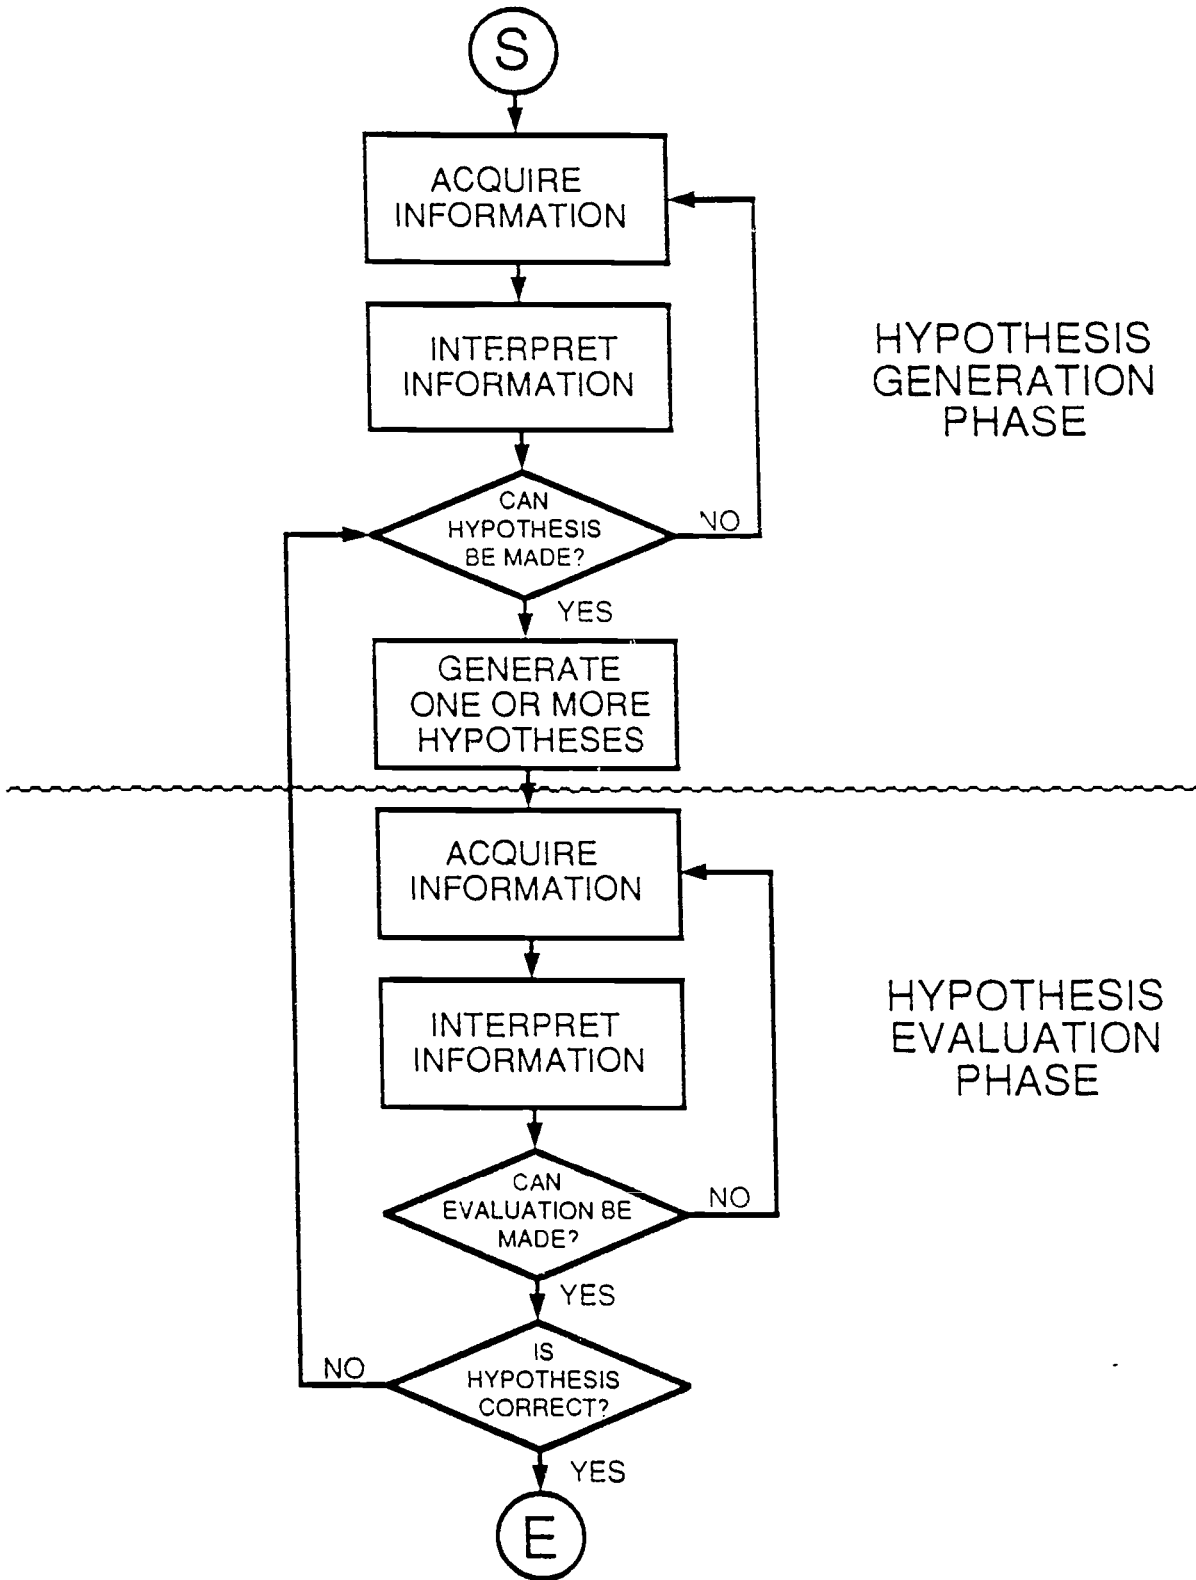 S
ACQUIRE
INFORMATION
INTERPRET
INFORMATION
HYPOTHESIS
GENERATION
PHASE
CAN
HYPOTHESIS
BE MADE?
NO
YES
GENERATE
ONE OR MORE
HYPOTHESES
ACQUIRE
INFORMATION
INTERPRET
INFORMATION
HYPOTHESIS
EVALUATION
PHASE
CAN
EVALUATION BE
MADE?
NO
YES
IS
HYPOTHESIS
CORRECT?
NO
YES
E